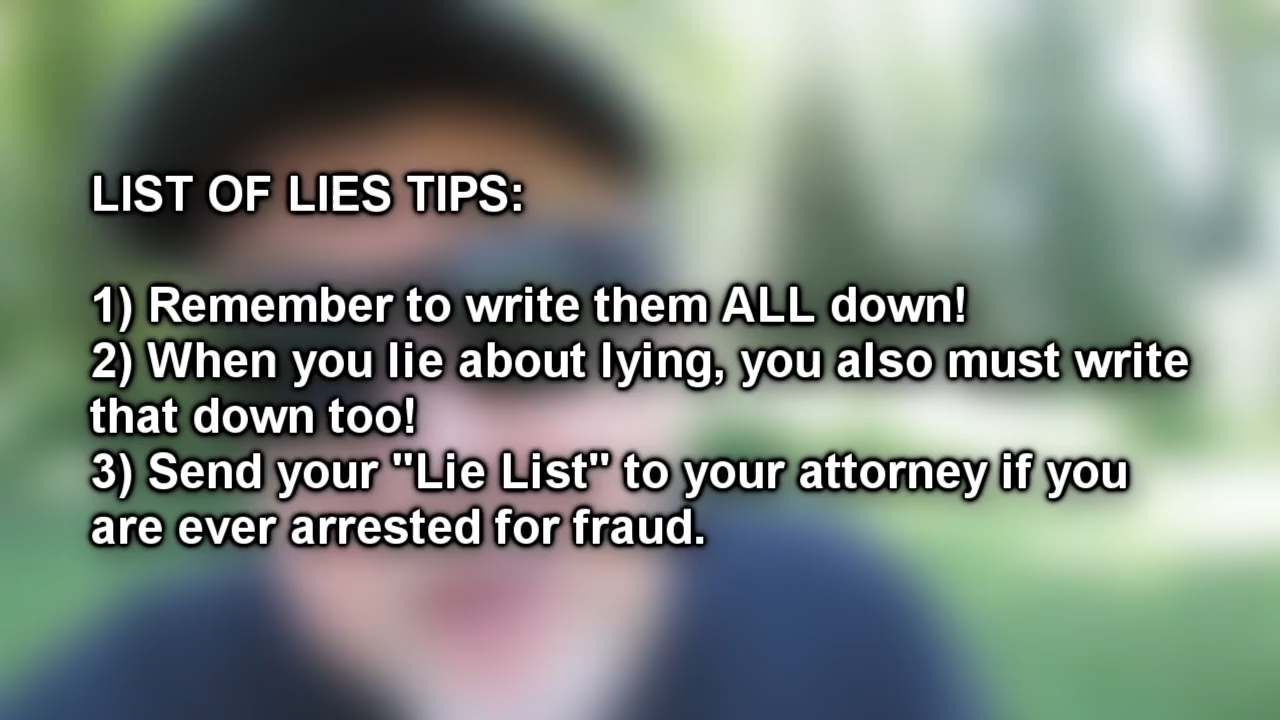 LIST OF LIES TIPS:
1) Remember to write them ALL down!
2) When you lie about lying, you also must write
that down too!
3) Send your "Lie List" to your attorney if you
are ever arrested for fraud.